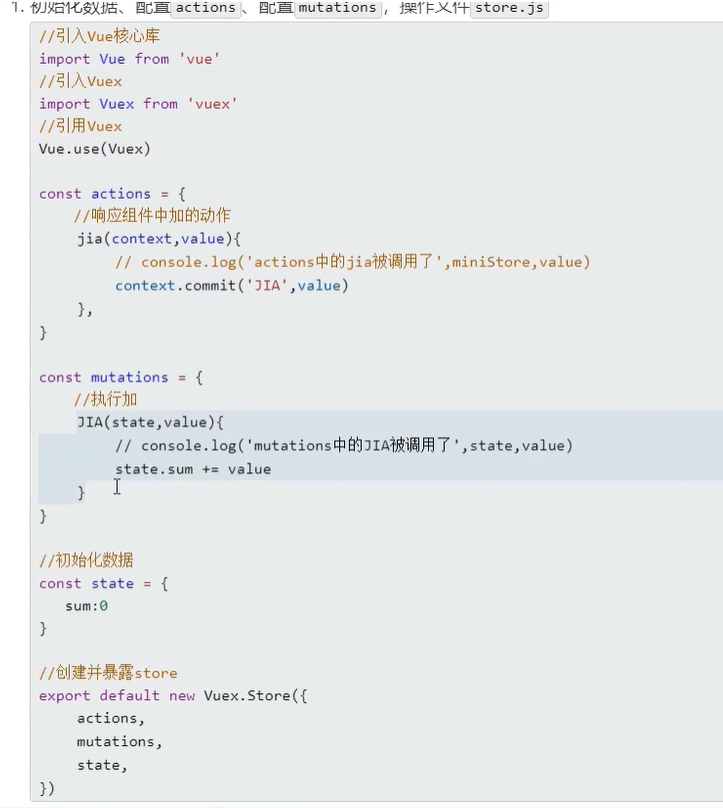 1. 初始化数据、配置actions、配置mutations，操作文件store.js
//引入Vue核心库
import Vue from 'vue'
//引入Vuex
import Vuex from 'vuex'
//引用Vuex
Vue.use(Vuex)
const actions = {
//响应组件中加的动作
jia(context,value){
// console.log('actions中的jia被调用了',miniStore,value)
context.commit('JIA',value)
},
}
const mutations = {
//执行加
JIA(state,value){
// console.log('mutations中的JIA被调用了',state,value)
state.sum += value
}
}
//初始化数据
const state = {
sum:0
}
//创建并暴露store
export default new Vuex.Store({
actions,
mutations,
state,
})